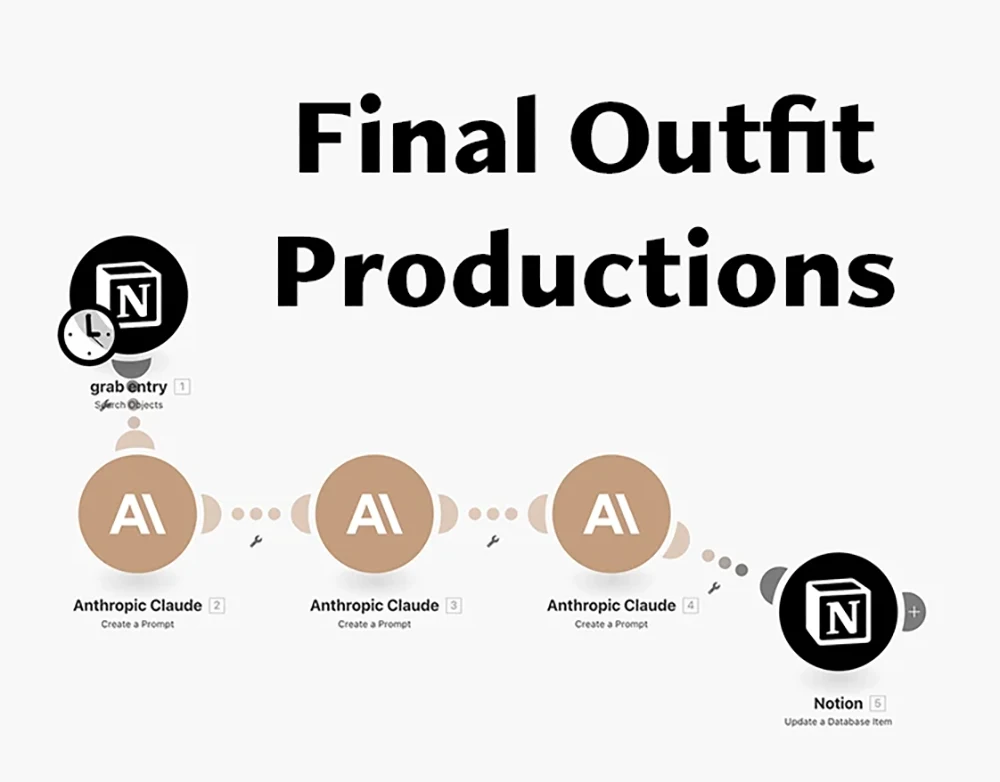 Final Outfit
Productions
N
grab entry 1
Search Objects
A\
A\
A\
Anthropic Claude 2
Create a Prompt
Anthropic Claude 3
Create a Prompt
Anthropic Claude 4
Create a Prompt
N
+
Notion 5
Update a Database Item